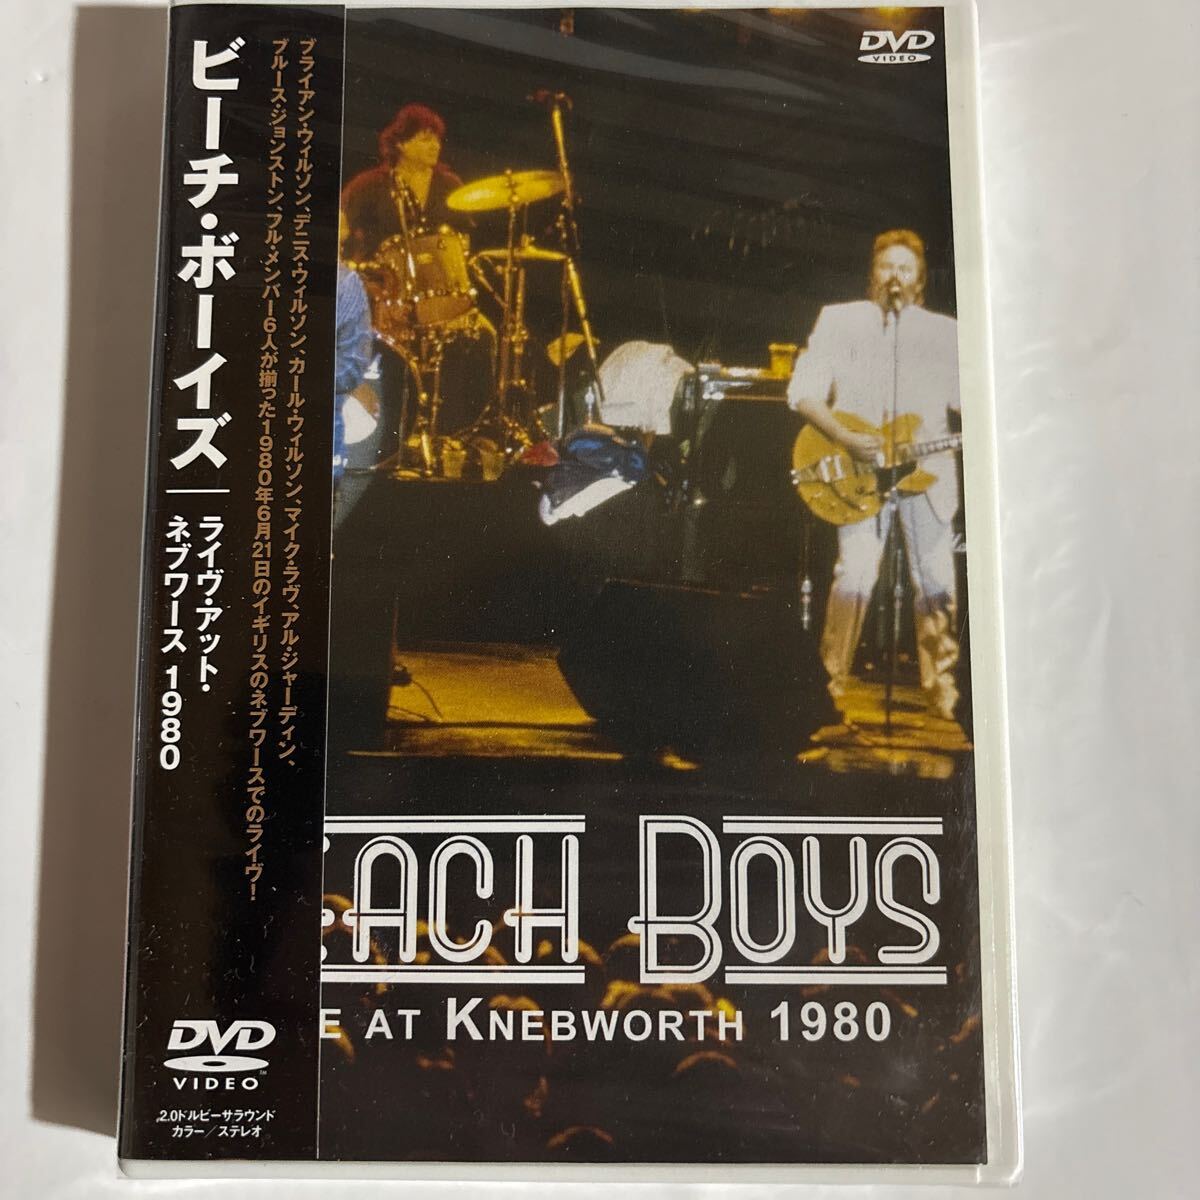 ブライアン・ウィルソン、デニス・ウィルソン、カール・ウィルソン、マイク・ラヴ、アル・ジャーディン、
ブルース・ジョンストン、フル・メンバー6人が揃った1980年6月21日のイギリスのネブワースでのライヴ!
ビーチ・ボーイズ
ライヴ・アット・
ネブワース 1980
DVD
VIDEO
2.0ドルビーサラウンド
カラー/ステレオ
DVD
VIDEO
EACH BOYS
E AT KNEBWORTH 1980